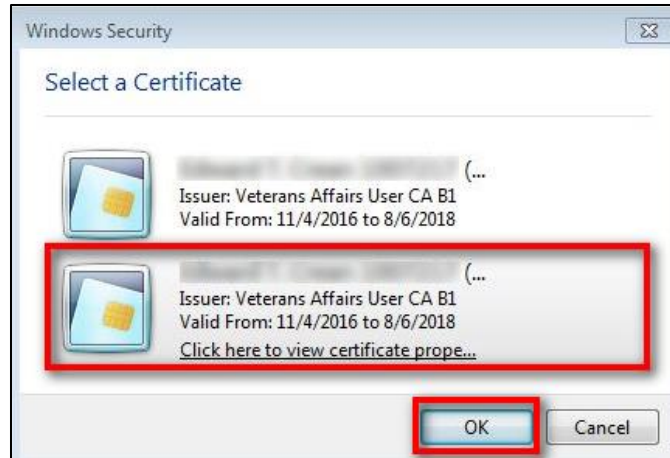 Windows Security
Select a Certificate
(...
Issuer: Veterans Affairs User CA B1
Valid From: 11/4/2016 to 8/6/2018
(...
Issuer: Veterans Affairs User CA B1
Valid From: 11/4/2016 to 8/6/2018
Click here to view certificate prope...
OK
Cancel